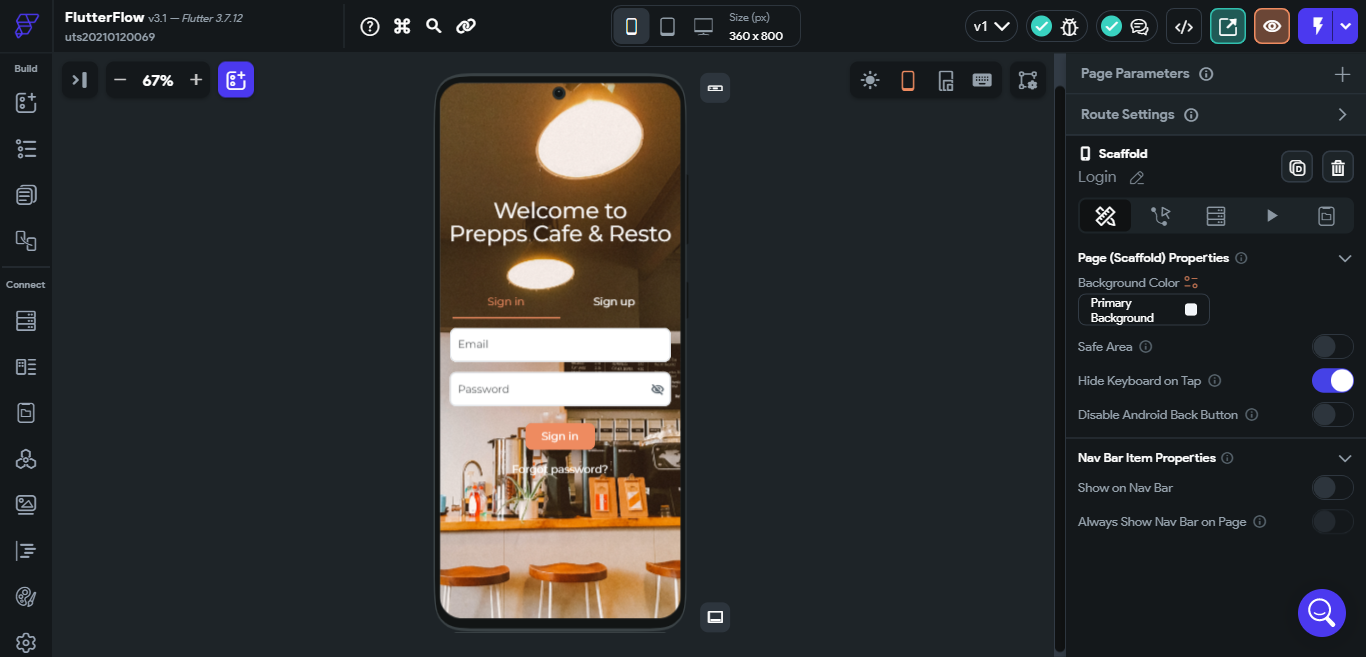 FlutterFlow v3.1 — Flutter 3.7.12
uts20210120069
Size (px)
360 x 800
v1
Build
Connect
67%
Welcome to
Prepps Cafe & Resto
Sign in
Sign up
Email
Password
Sign in
Forgot password?
Page Parameters
Route Settings
Scaffold
Login
Page (Scaffold) Properties
Background Color
Primary
Background
Safe Area
Hide Keyboard on Tap
Disable Android Back Button
Nav Bar Item Properties
Show on Nav Bar
Always Show Nav Bar on Page